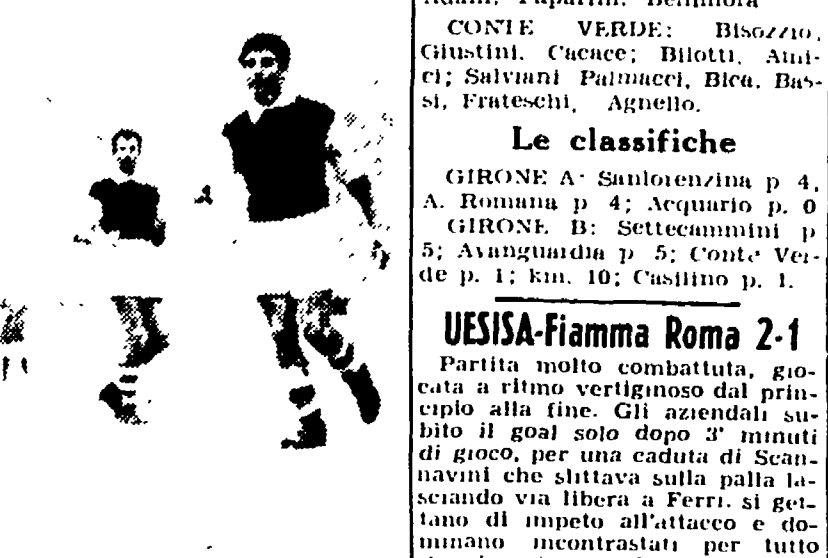 CONTE VERDE: Bisozzio,
Giustini. Cacace; Bilotti, Ami-
ci; Salviani Palmacci, Blea. Bas-
si, Frateschi, Agnello.
Le classifiche
GIRONE A: Sanlorenzina p 4,
A. Romana p 4; Acquario p. 0
GIRONE B: Settecammini p
5; Avanguardia p 5; Conte Ver-
de p. 1; km. 10; Casilino p. 1.
UESISA-Fiamma Roma 2-1
Partita molto combattuta, gio-
cata a ritmo vertiginoso dal prin-
cipio alla fine. Gli aziendali su-
bito il goal solo dopo 3' minuti
di gioco, per una caduta di Scan-
navini che slittava sulla palla la-
sciando via libera a Ferri. si get-
tano di impeto all'attacco e do-
minano incontrastati per tutto